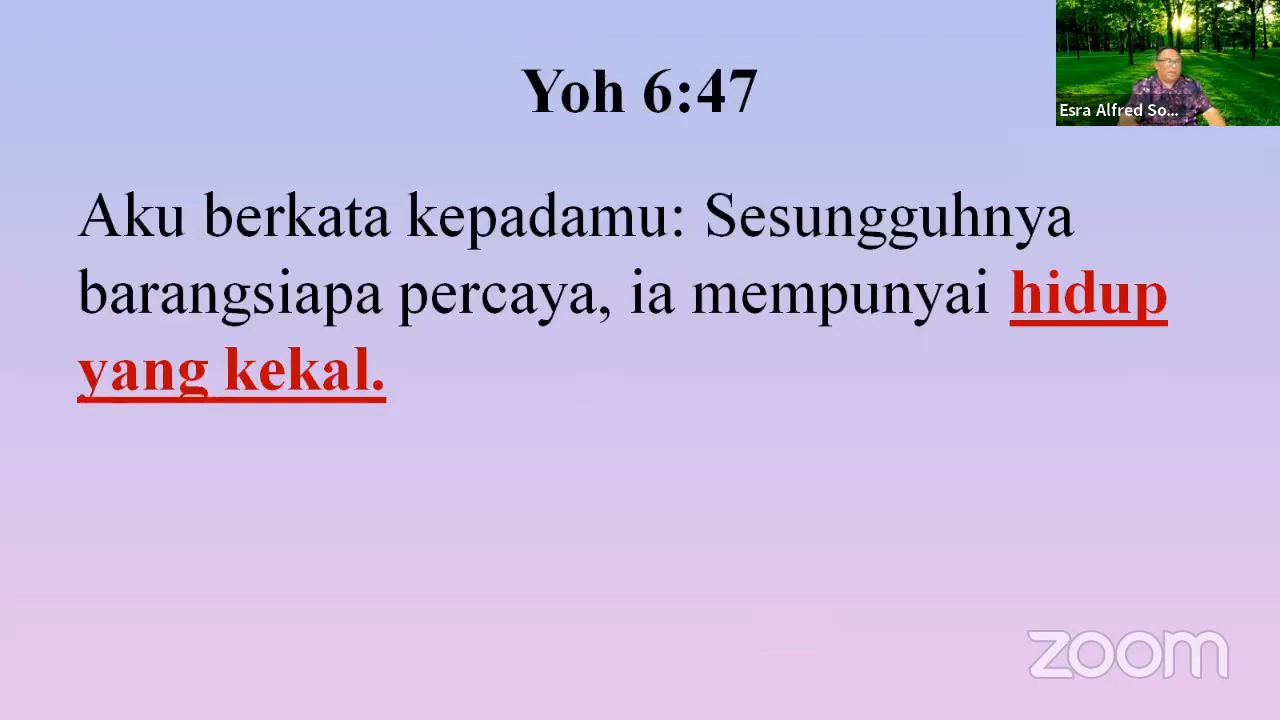 Yoh 6:47
Esra Alfred So...
Aku berkata kepadamu: Sesungguhnya
barangsiapa percaya, ia mempunyai hidup
yang kekal.
zoom